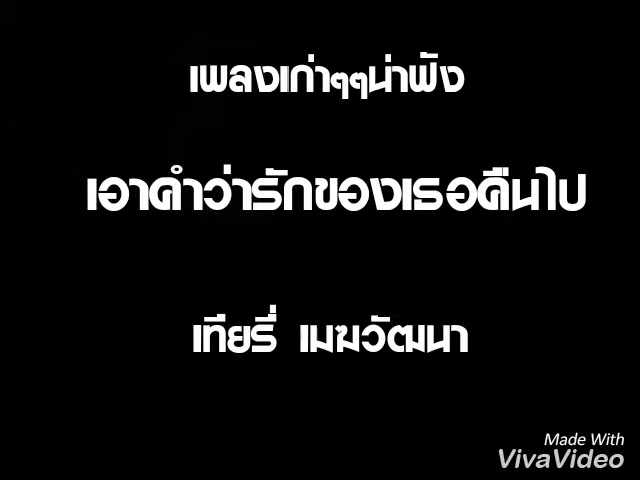 เพลงเก่าๆๆน่าฟัง
เอาคำว่ารักของเธอคืนไป
เทียรี่ เมฆวัฒนา
Made With
VivaVideo